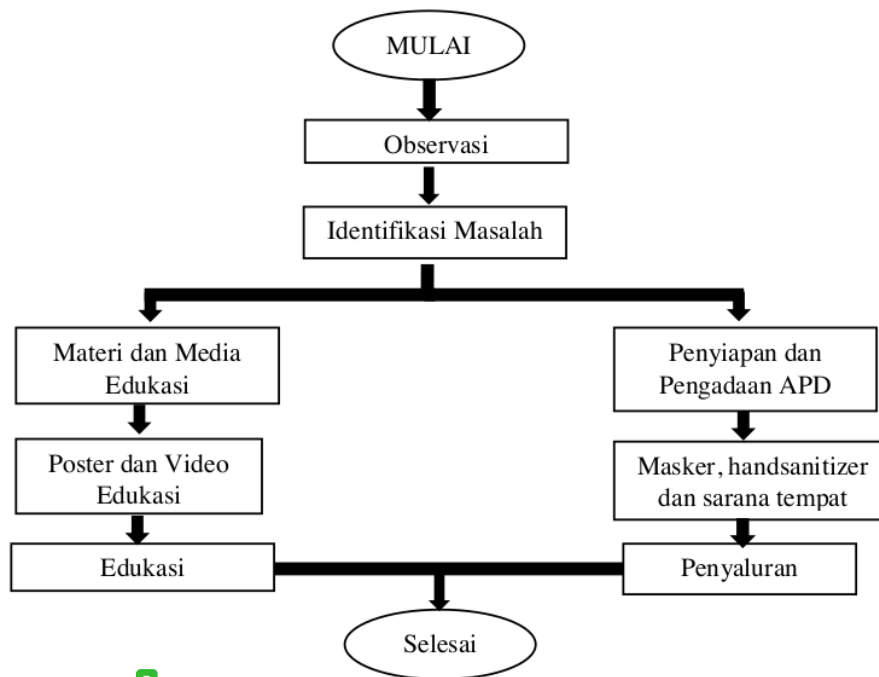 MULAI
Observasi
Identifikasi Masalah
Materi dan Media
Edukasi
Poster dan Video
Edukasi
Edukasi
Penyiapan dan
Pengadaan APD
Masker, handsanitizer
dan sarana tempat
Penyaluran
Selesai